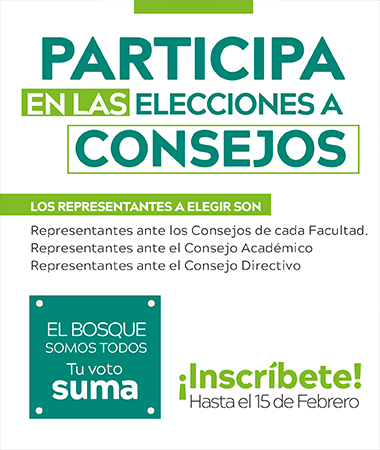 PARTICIPA
EN LAS ELECCIONES A
CONSEJOS
LOS REPRESENTANTES A ELEGIR SON
Representantes ante los Consejos de cada Facultad.
Representantes ante el Consejo Académico
Representantes ante el Consejo Directivo
EL BOSQUE
SOMOS TODOS
Tu voto
suma
¡Inscríbete!
Hasta el 15 de Febrero